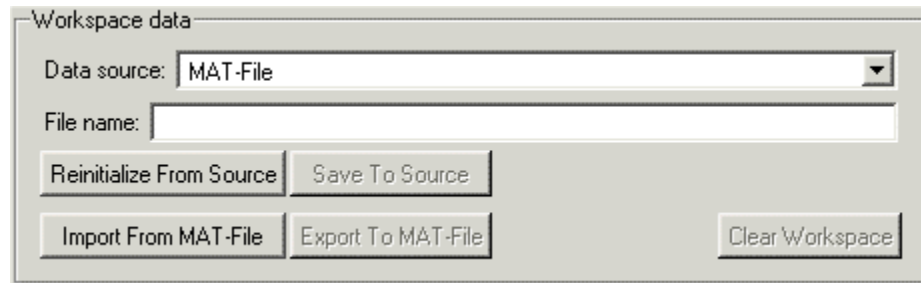 Workspace data
Data source: MAT-File
File name:
Reinitialize From Source Save To Source
Import From MAT-File Export To MAT-File Clear Workspace